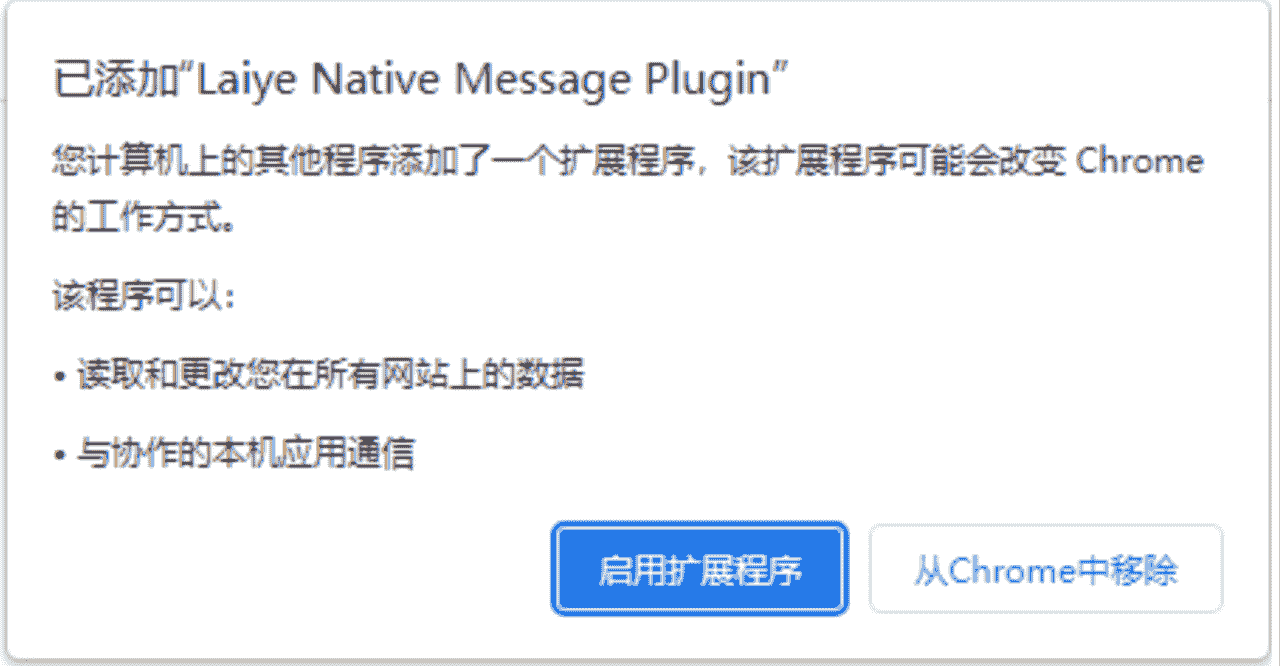 已添加“Laiye Native Message Plugin”
您计算机上的其他程序添加了一个扩展程序，该扩展程序可能会改变 Chrome
的工作方式。
该程序可以：
• 读取和更改您在所有网站上的数据
• 与协作的本机应用通信
启用扩展程序
从Chrome中移除